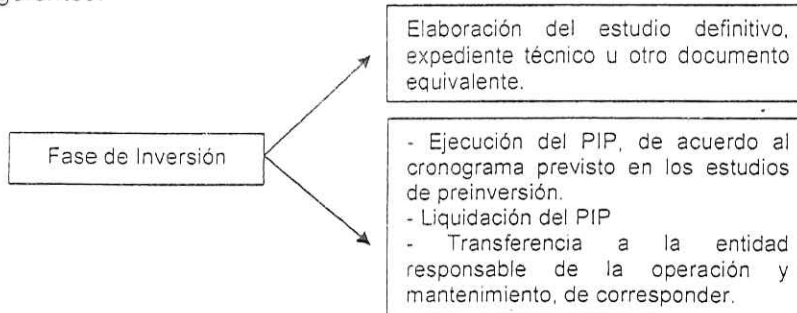 Elaboración del estudio definitivo,
expediente técnico u otro documento
equivalente.
Fase de Inversión
- Ejecución del PIP, de acuerdo al
cronograma previsto en los estudios
de preinversión.
- Liquidación del PIP
- Transferencia a la entidad
responsable de la operación y
mantenimiento, de corresponder.